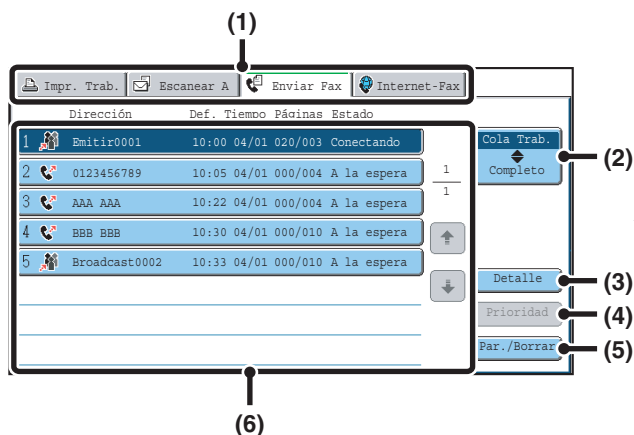 (1)
Impr. Trab. Escanear A Enviar Fax Internet-Fax
Dirección Def. Tiempo Páginas Estado
1 Emitir0001 10:00 04/01 020/003 Conectando
2 0123456789 10:05 04/01 000/004 A la espera
3 AAA AAA 10:22 04/01 000/004 A la espera
4 BBB BBB 10:30 04/01 000/010 A la espera
5 Broadcast0002 10:33 04/01 000/010 A la espera
1
1
Cola Trab.
Completo
(2)
Detalle (3)
Prioridad (4)
Par./Borrar (5)
(6)